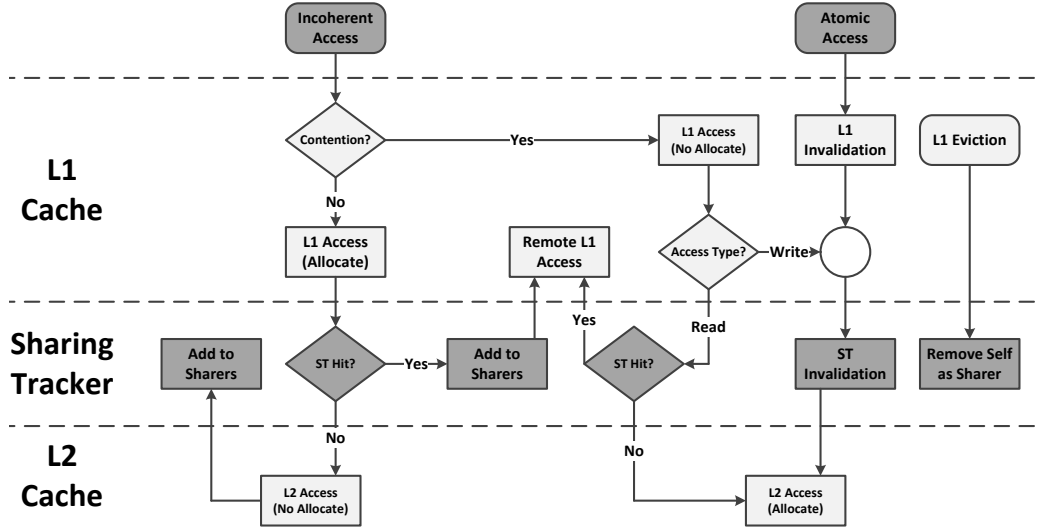 Incoherent
Access
Atomic
Access
L1
Cache
Contention?
Yes
L1 Access
(No Allocate)
L1
Invalidation
L1 Eviction
No
L1 Access
(Allocate)
Remote L1
Access
Access Type?
Write
Sharing
Tracker
Add to
Sharers
ST Hit?
Yes
Add to
Sharers
Yes
ST Hit?
Read
ST
Invalidation
Remove Self
as Sharer
L2
Cache
No
L2 Access
(No Allocate)
No
L2 Access
(Allocate)